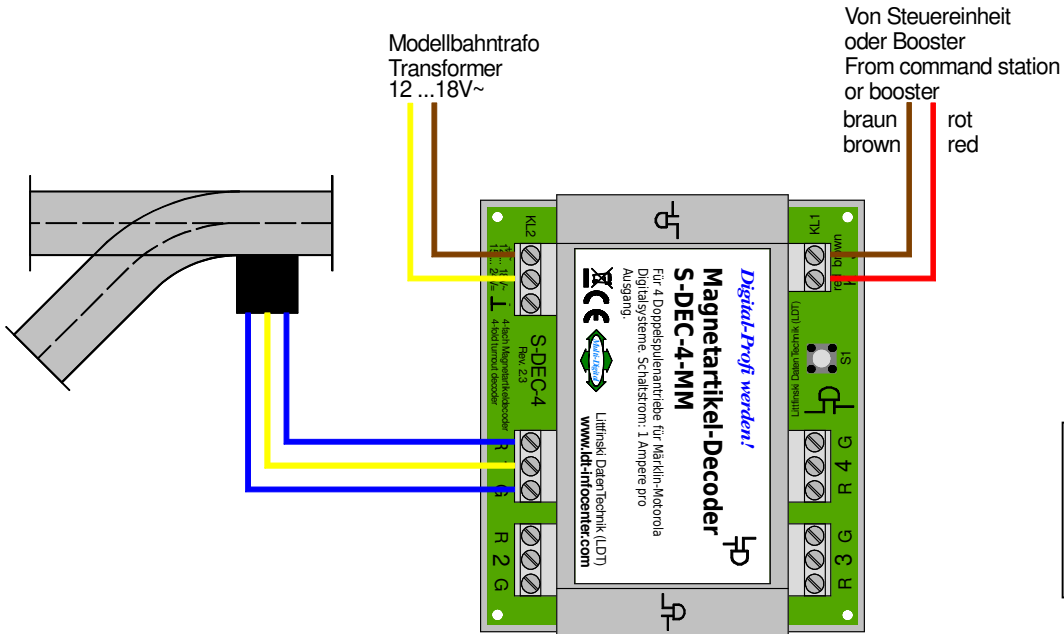 Modellbahntrafo
Transformer
12 ...18V~
Von Steuereinheit
oder Booster
From command station
or booster
braun rot
brown red
KL2
S-DEC-4
Rev. 2.3
4-fach Magnetartikeldecoder
4-fold turnout decoder
R
G
R 2 G
Digital-Profi werden!
Magnetartikel-Decoder
S-DEC-4-MM
Für 4 Doppelspulenantriebe für Märklin-Motorola
Digitalsysteme. Schaltstrom: 1 Ampere pro
Ausgang.
CE
Multi-Digital
Littfinski DatenTechnik (LDT)
www.ldt-infocenter.com
KL1
red brown
S1
Littfinski DatenTechnik (LDT)
R 4 G
R 3 G